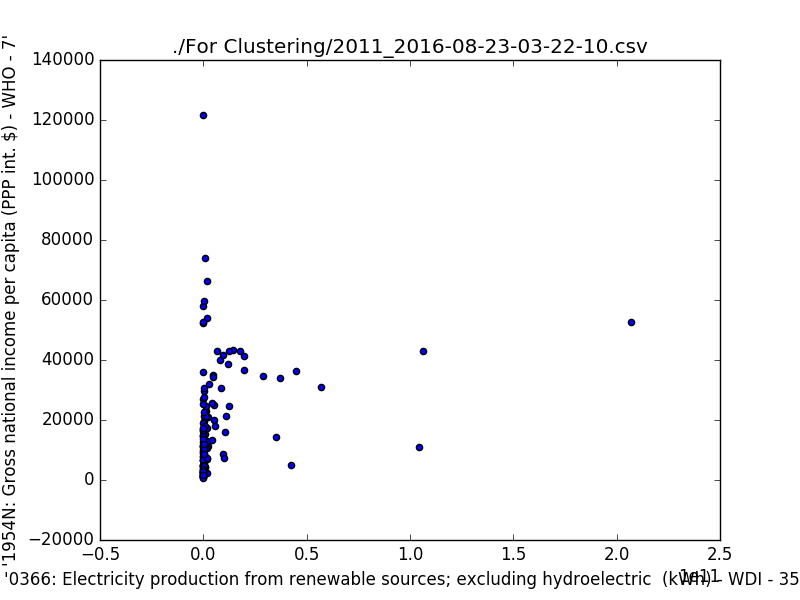 ./For Clustering/2011_2016-08-23-03-22-10.csv
'1954N: Gross national income per capita (PPP int. $) - WHO - 7'
140000
120000
100000
80000
60000
40000
20000
0
−20000
−0.5 0.0 0.5 1.0 1.5 2.0 2.5
1e11
'0366: Electricity production from renewable sources; excluding hydroelectric (kWh) - WDI - 35